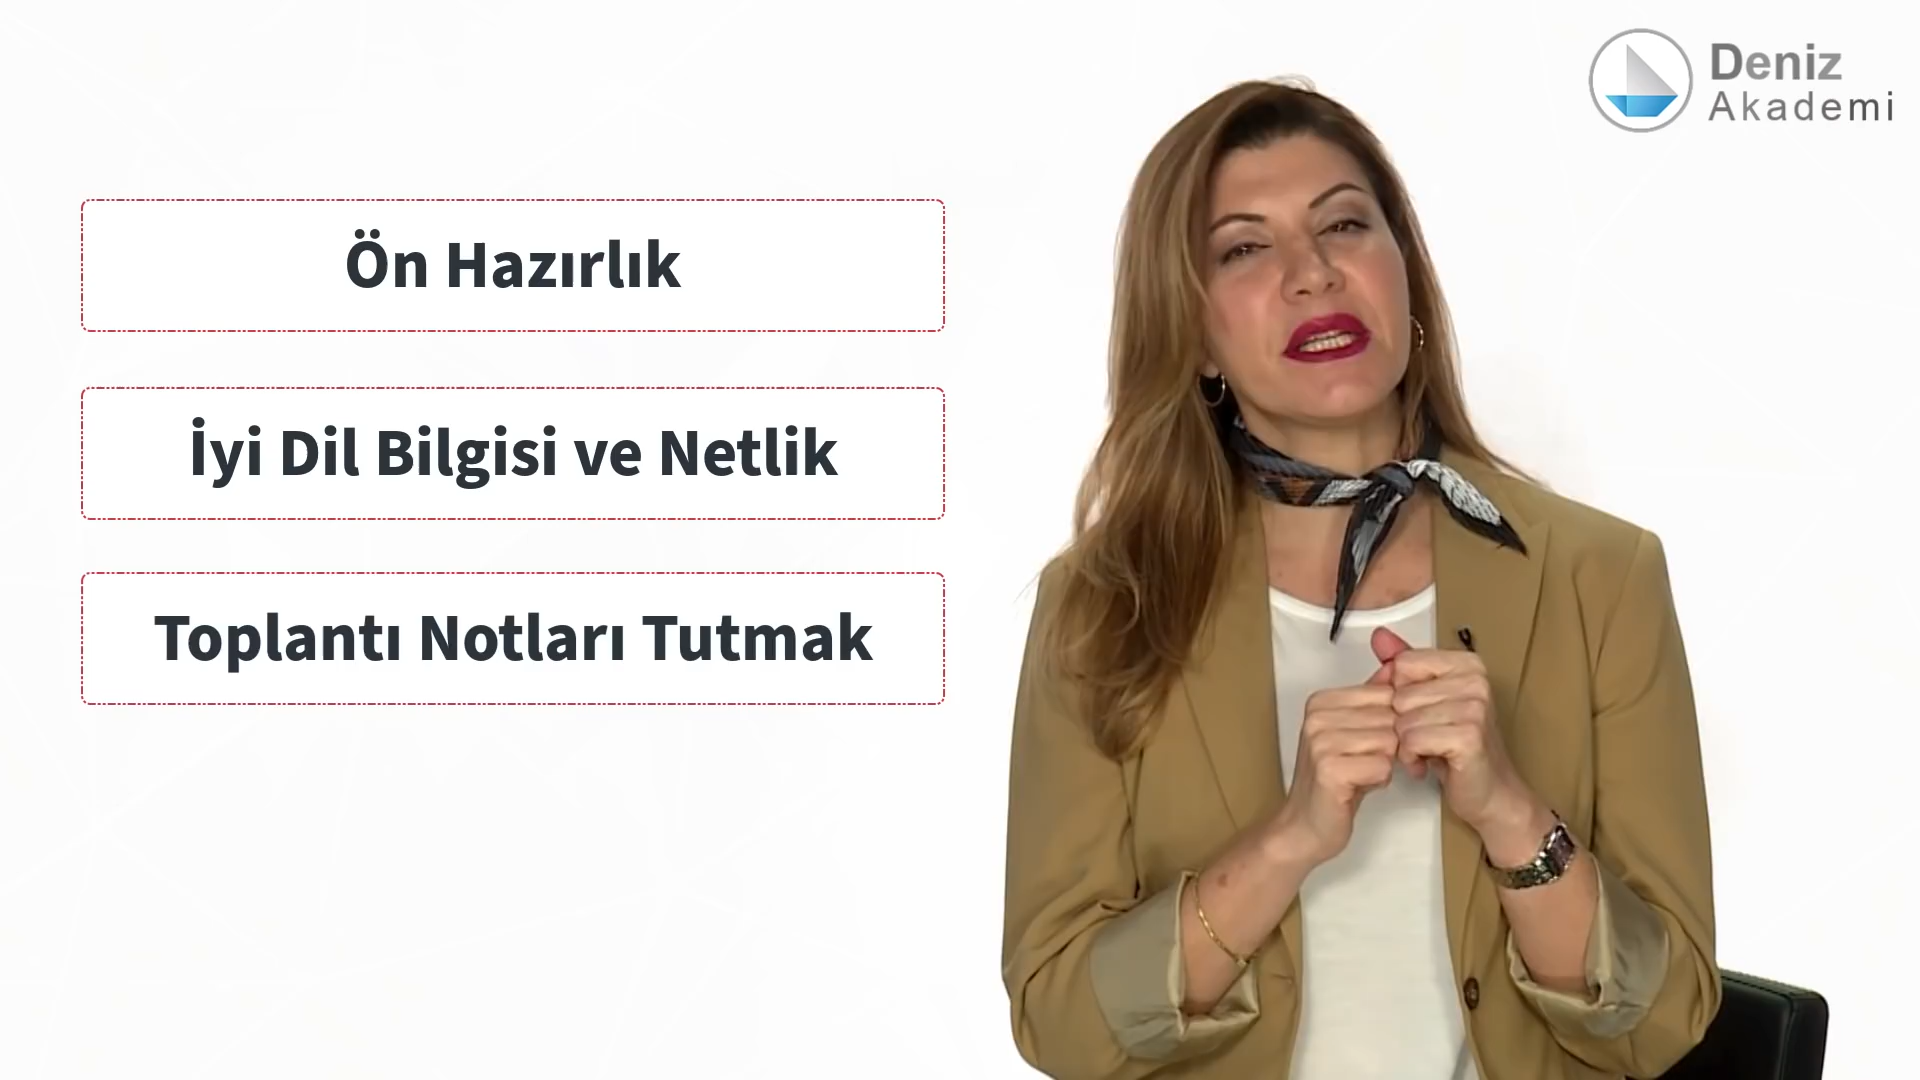 Deniz
Akademi
Ön Hazırlık
İyi Dil Bilgisi ve Netlik
Toplantı Notları Tutmak